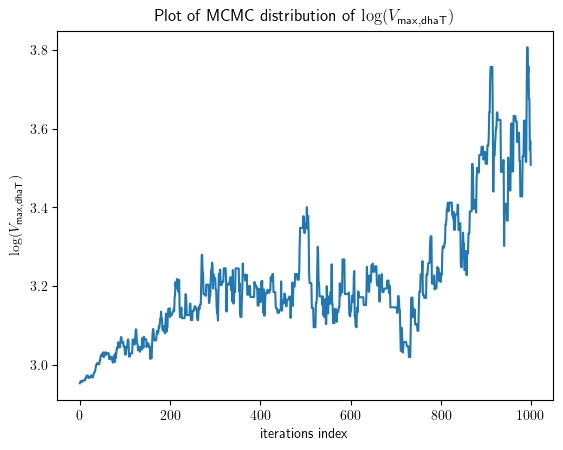 Plot of MCMC distribution of log(V_max,dhaT)
3.8
3.6
3.4
3.2
3.0
log(V_max,dhaT)
0 200 400 600 800 1000
iterations index